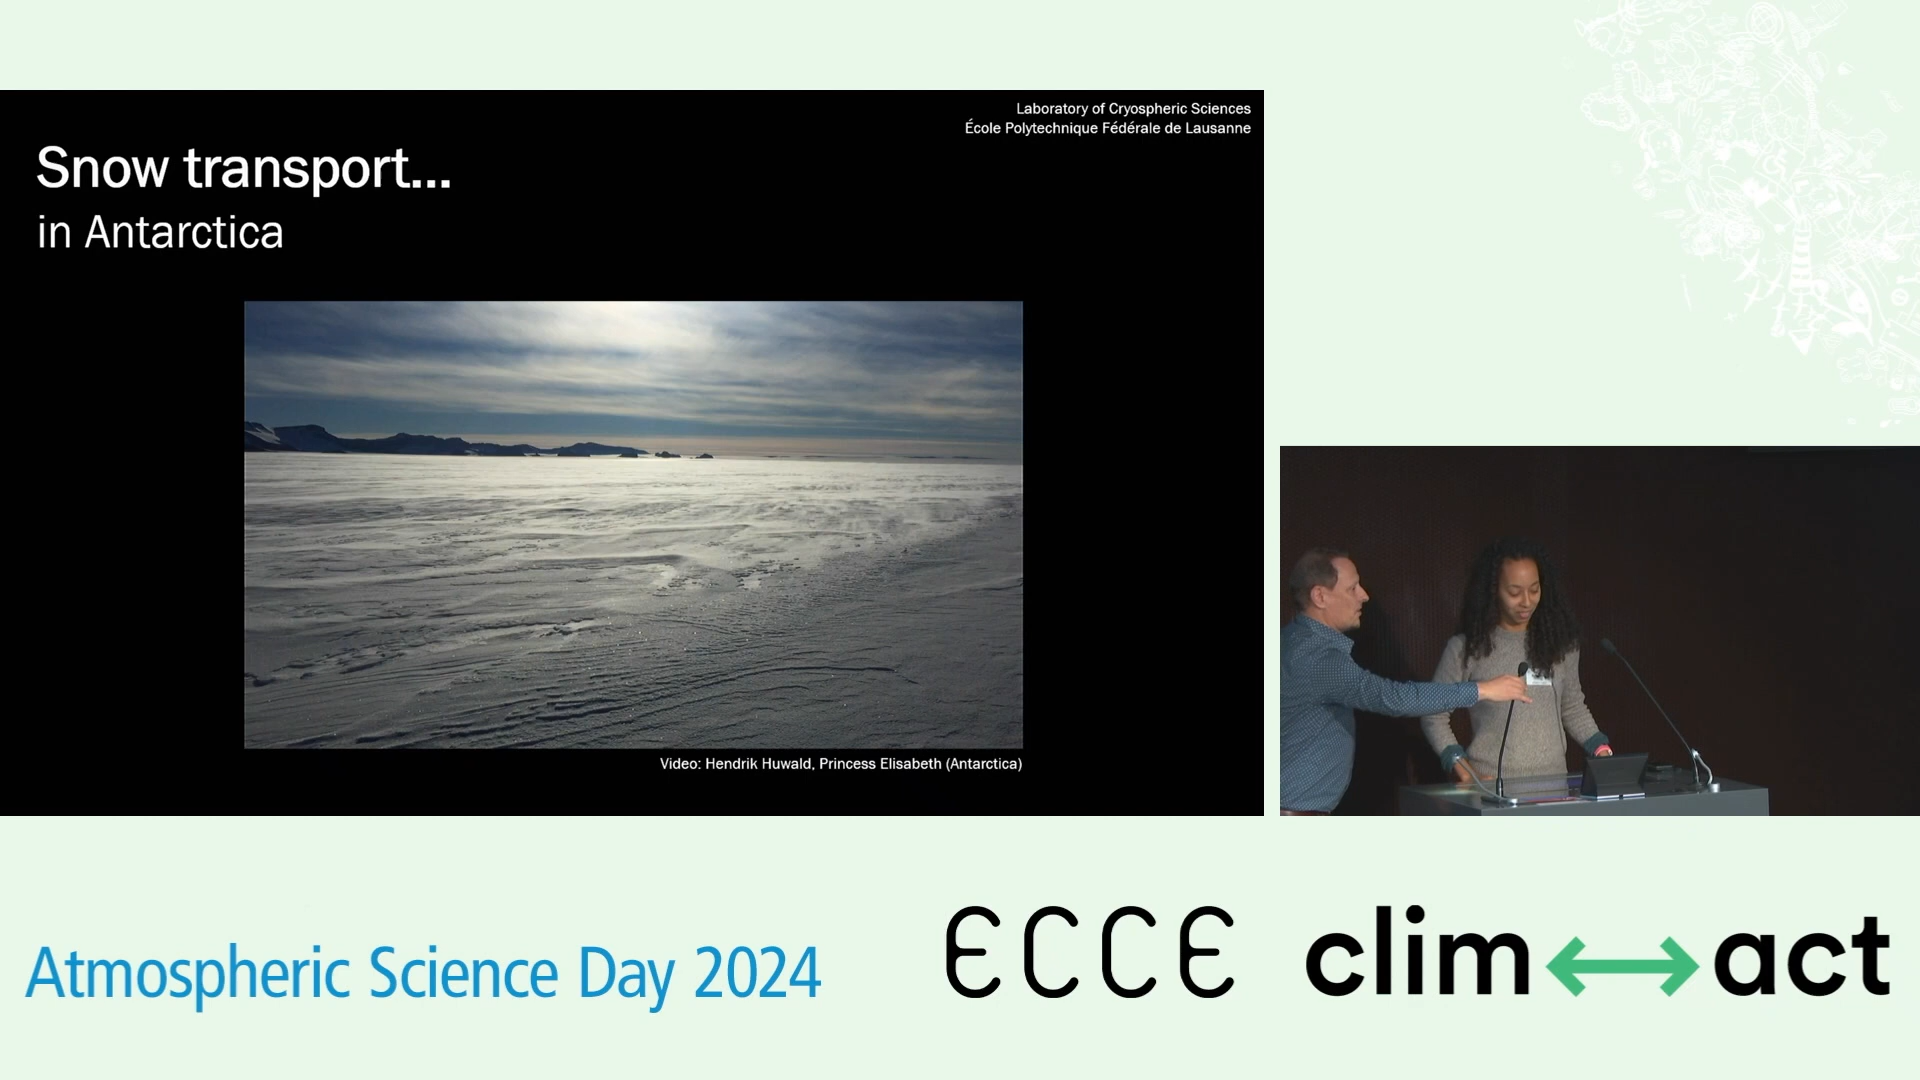 Laboratory of Cryospheric Sciences
École Polytechnique Fédérale de Lausanne
Snow transport...
in Antarctica
Video: Hendrik Huwald, Princess Elisabeth (Antarctica)
Atmospheric Science Day 2024
ECCE
clim act